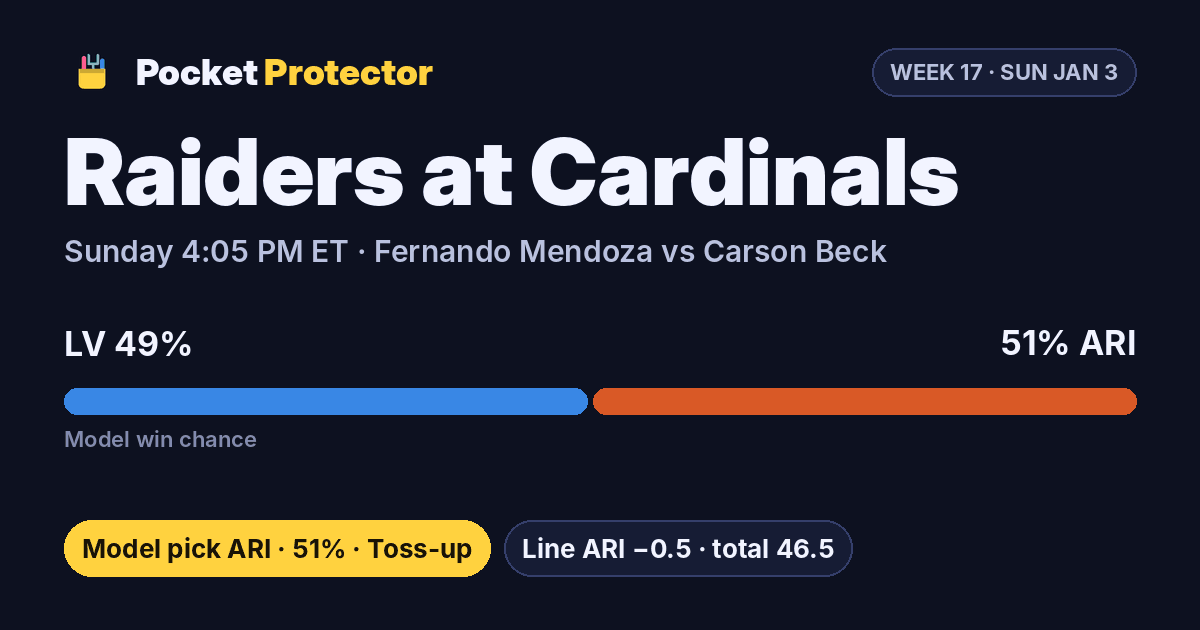 Pocket Protector
WEEK 17 · SUN JAN 3
Raiders at Cardinals
Sunday 4:05 PM ET · Fernando Mendoza vs Carson Beck
LV 49%
51% ARI
Model win chance
Model pick ARI · 51% · Toss-up
Line ARI −0.5 · total 46.5